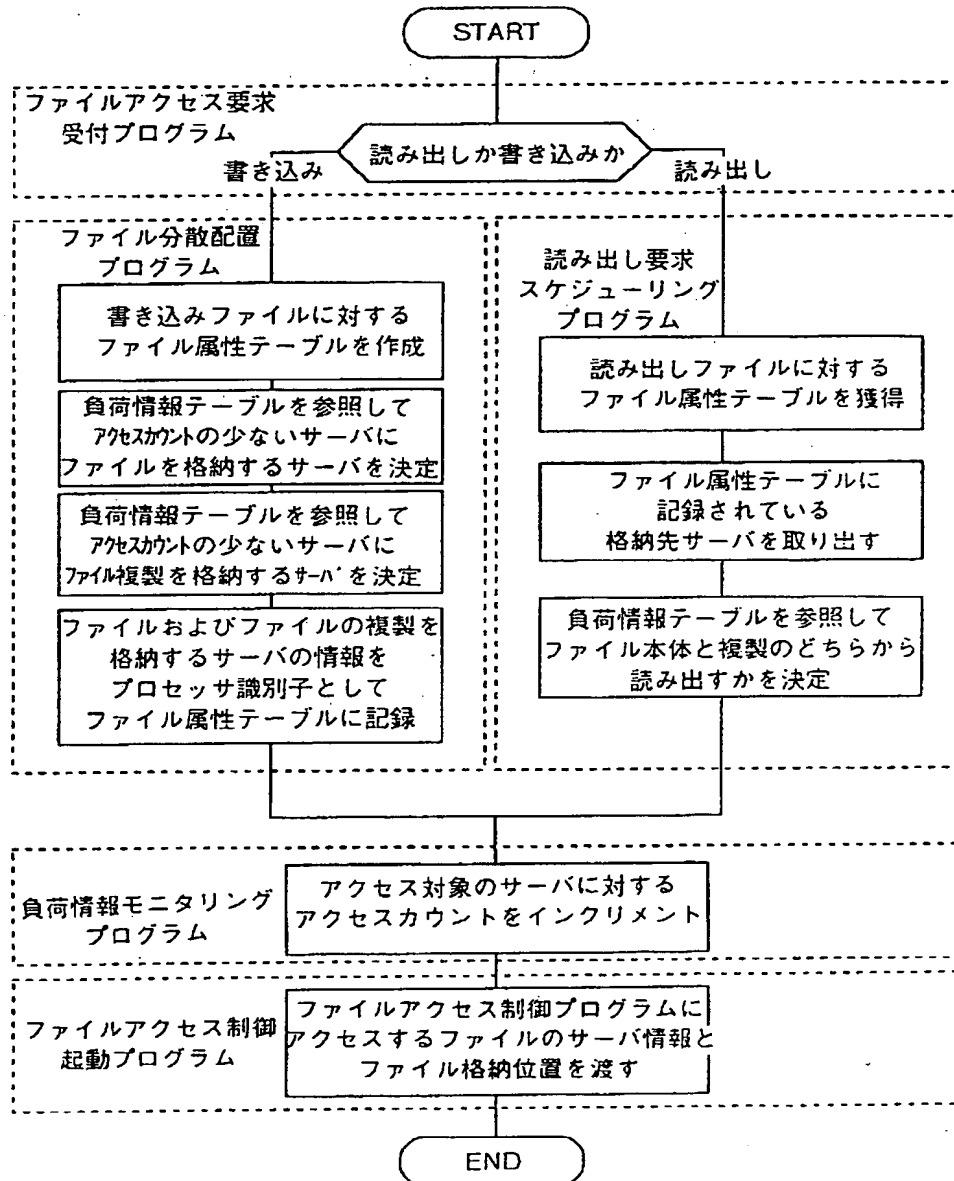 START
ファイルアクセス要求
受付プログラム
読み出しか書き込みか
書き込み
読み出し
ファイル分散配置
プログラム
書き込みファイルに対する
ファイル属性テーブルを作成
負荷情報テーブルを参照して
アクセスカウントの少ないサーバに
ファイルを格納するサーバを決定
負荷情報テーブルを参照して
アクセスカウントの少ないサーバに
ファイル複製を格納するサーバを決定
ファイルおよびファイルの複製を
格納するサーバの情報を
プロセッサ識別子として
ファイル属性テーブルに記録
読み出し要求
スケジューリング
プログラム
読み出しファイルに対する
ファイル属性テーブルを獲得
ファイル属性テーブルに
記録されている
格納先サーバを取り出す
負荷情報テーブルを参照して
ファイル本体と複製のどちらから
読み出すかを決定
負荷情報モニタリング
プログラム
アクセス対象のサーバに対する
アクセスカウントをインクリメント
ファイルアクセス制御
起動プログラム
ファイルアクセス制御プログラムに
アクセスするファイルのサーバ情報と
ファイル格納位置を渡す
END